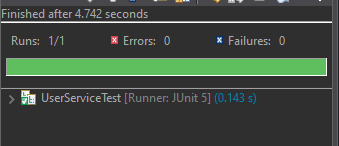 Finished after 4.742 seconds
Runs: 1/1 Errors: 0 Failures: 0
UserServiceTest [Runner: JUnit 5] (0.143 s)